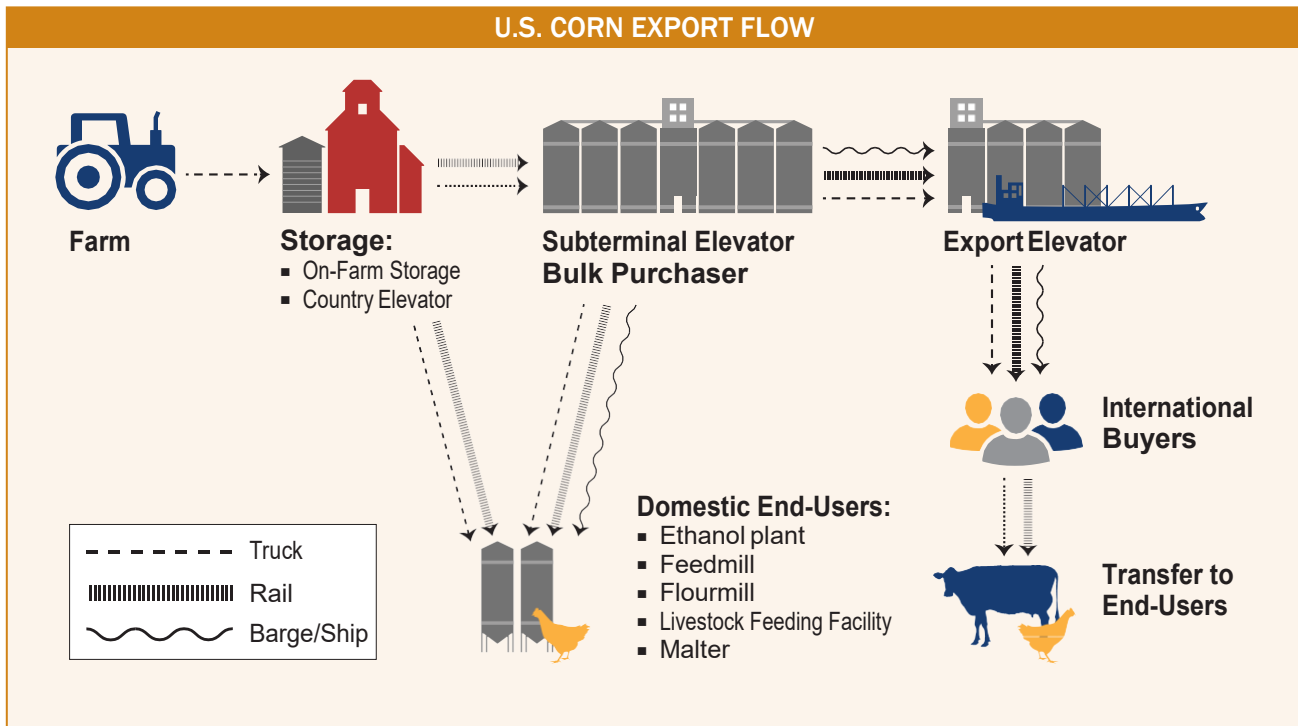 U.S. CORN EXPORT FLOW
Farm
Storage:
▪ On-Farm Storage
▪ Country Elevator
Subterminal Elevator
Bulk Purchaser
Export Elevator
International
Buyers
Domestic End-Users:
▪ Ethanol plant
▪ Feedmill
▪ Flourmill
▪ Livestock Feeding Facility
▪ Malter
Transfer to
End-Users
Truck
Rail
Barge/Ship